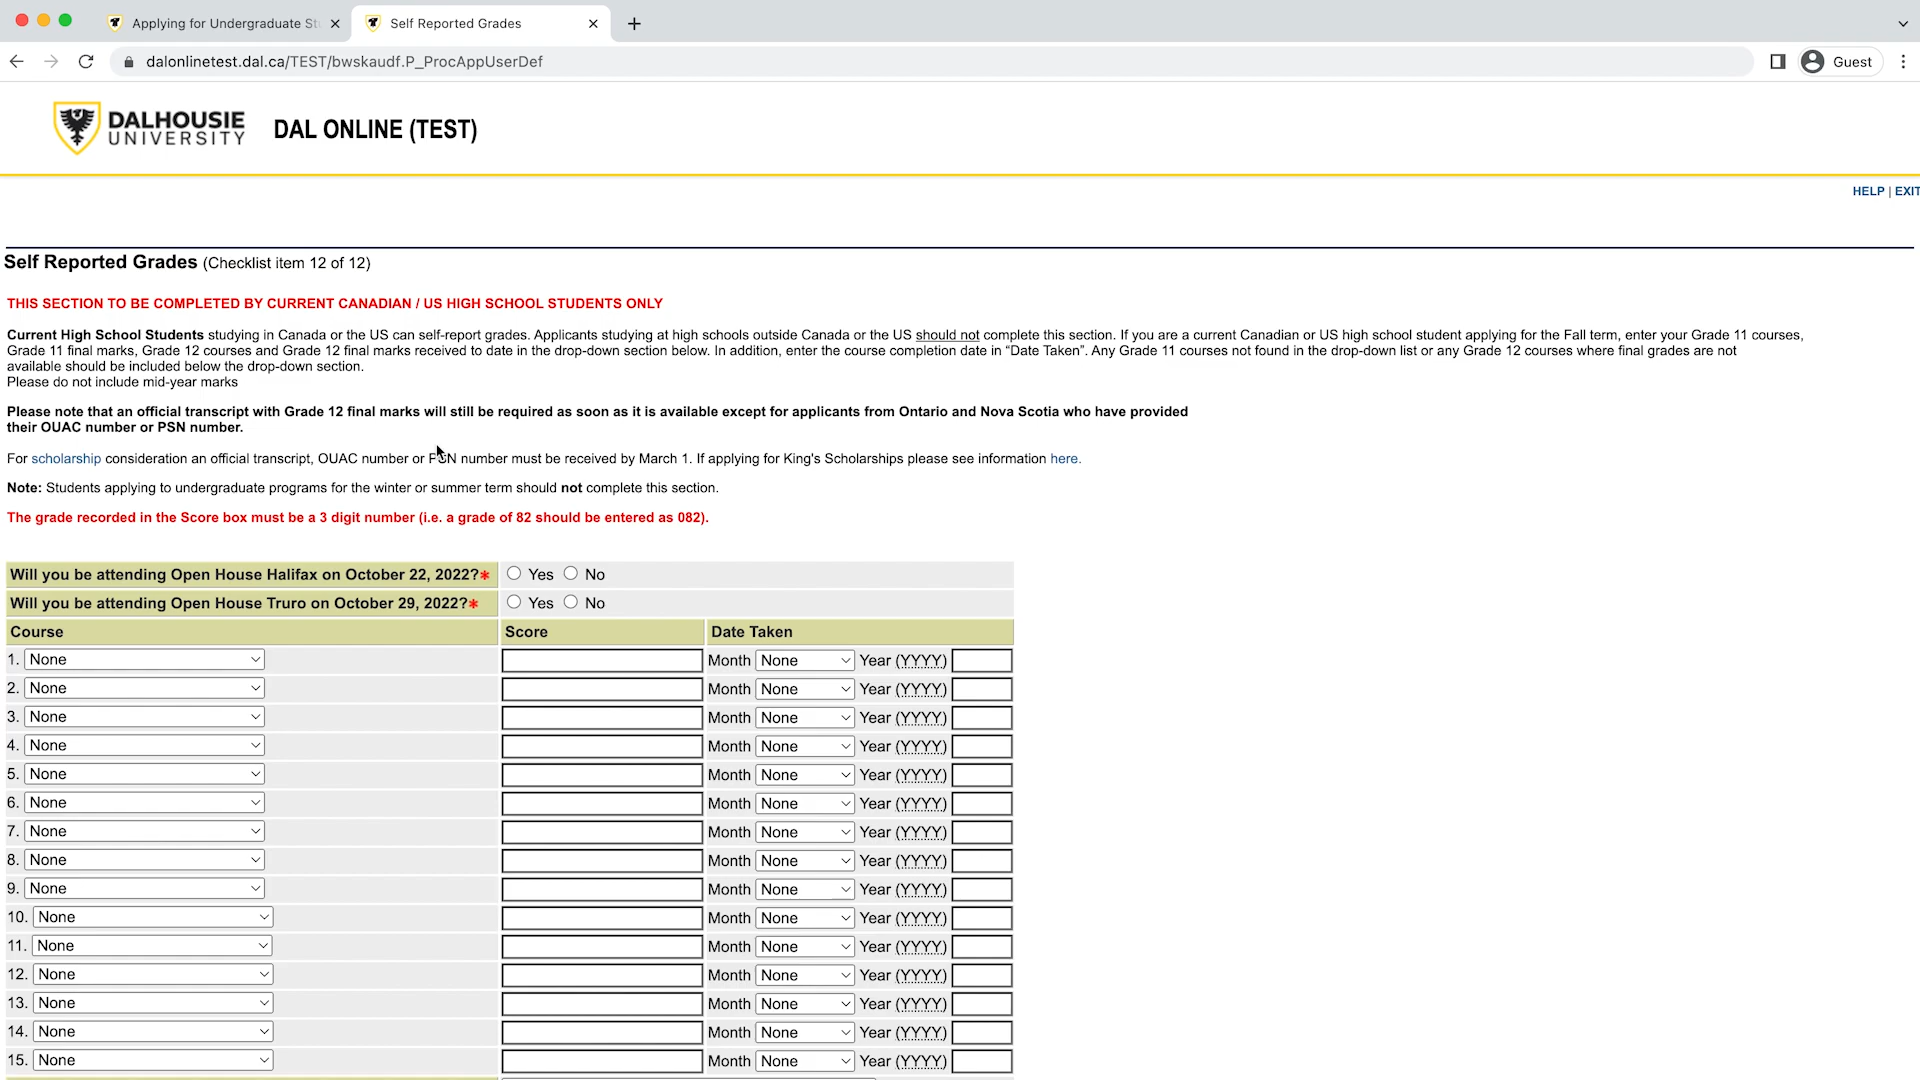 Applying for Undergraduate St
Self Reported Grades
dalonlinetest.dal.ca/TEST/bwskaudf.P_ProcAppUserDef
Guest
DALHOUSIE
UNIVERSITY
DAL ONLINE (TEST)
HELP | EXIT
Self Reported Grades (Checklist item 12 of 12)
THIS SECTION TO BE COMPLETED BY CURRENT CANADIAN / US HIGH SCHOOL STUDENTS ONLY
Current High School Students studying in Canada or the US can self-report grades. Applicants studying at high schools outside Canada or the US should not complete this section. If you are a current Canadian or US high school student applying for the Fall term, enter your Grade 11 courses,
Grade 11 final marks, Grade 12 courses and Grade 12 final marks received to date in the drop-down section below. In addition, enter the course completion date in “Date Taken”. Any Grade 11 courses not found in the drop-down list or any Grade 12 courses where final grades are not
available should be included below the drop-down section.
Please do not include mid-year marks
Please note that an official transcript with Grade 12 final marks will still be required as soon as it is available except for applicants from Ontario and Nova Scotia who have provided
their OUAC number or PSN number.
For scholarship consideration an official transcript, OUAC number or PSN number must be received by March 1. If applying for King's Scholarships please see information here.
Note: Students applying to undergraduate programs for the winter or summer term should not complete this section.
The grade recorded in the Score box must be a 3 digit number (i.e. a grade of 82 should be entered as 082).
Will you be attending Open House Halifax on October 22, 2022?* Yes No
Will you be attending Open House Truro on October 29, 2022?* Yes No
Course Score Date Taken
1. None Month None Year (YYYY)
2. None Month None Year (YYYY)
3. None Month None Year (YYYY)
4. None Month None Year (YYYY)
5. None Month None Year (YYYY)
6. None Month None Year (YYYY)
7. None Month None Year (YYYY)
8. None Month None Year (YYYY)
9. None Month None Year (YYYY)
10. None Month None Year (YYYY)
11. None Month None Year (YYYY)
12. None Month None Year (YYYY)
13. None Month None Year (YYYY)
14. None Month None Year (YYYY)
15. None Month None Year (YYYY)